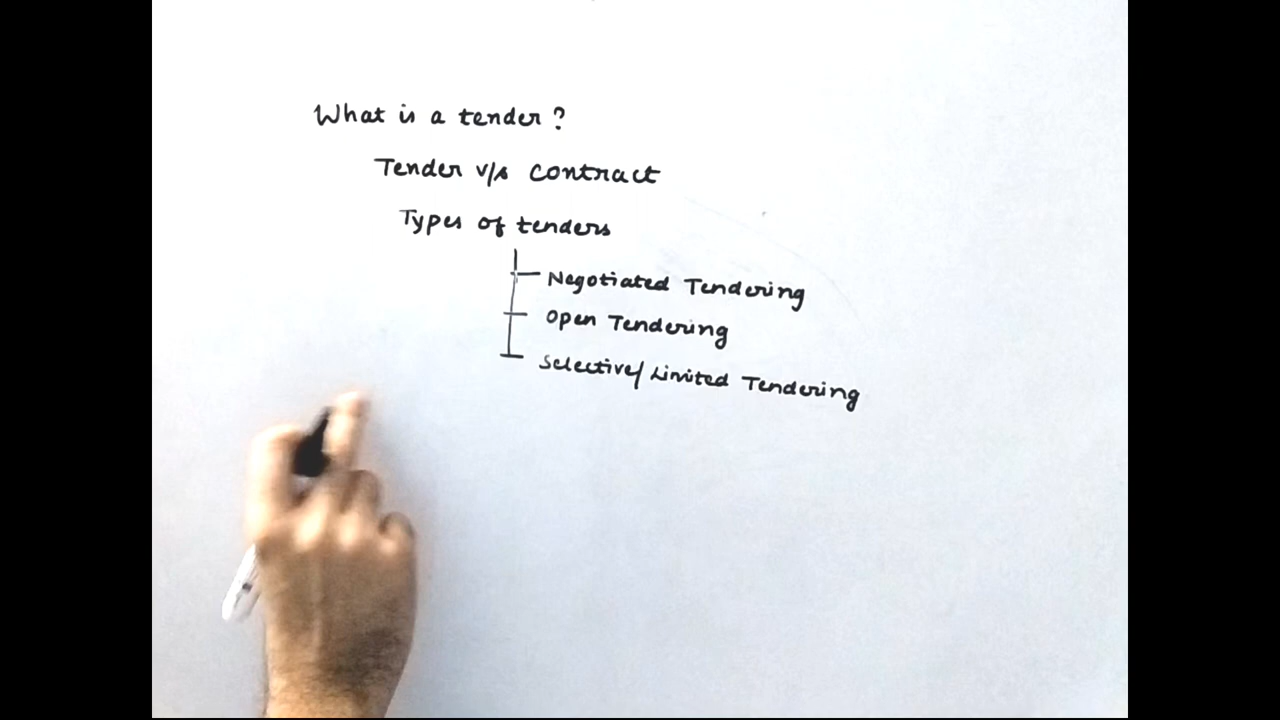 What is a tender?
Tender v/s contract
Types of tenders
Negotiated Tendering
Open Tendering
Selective/Limited Tendering